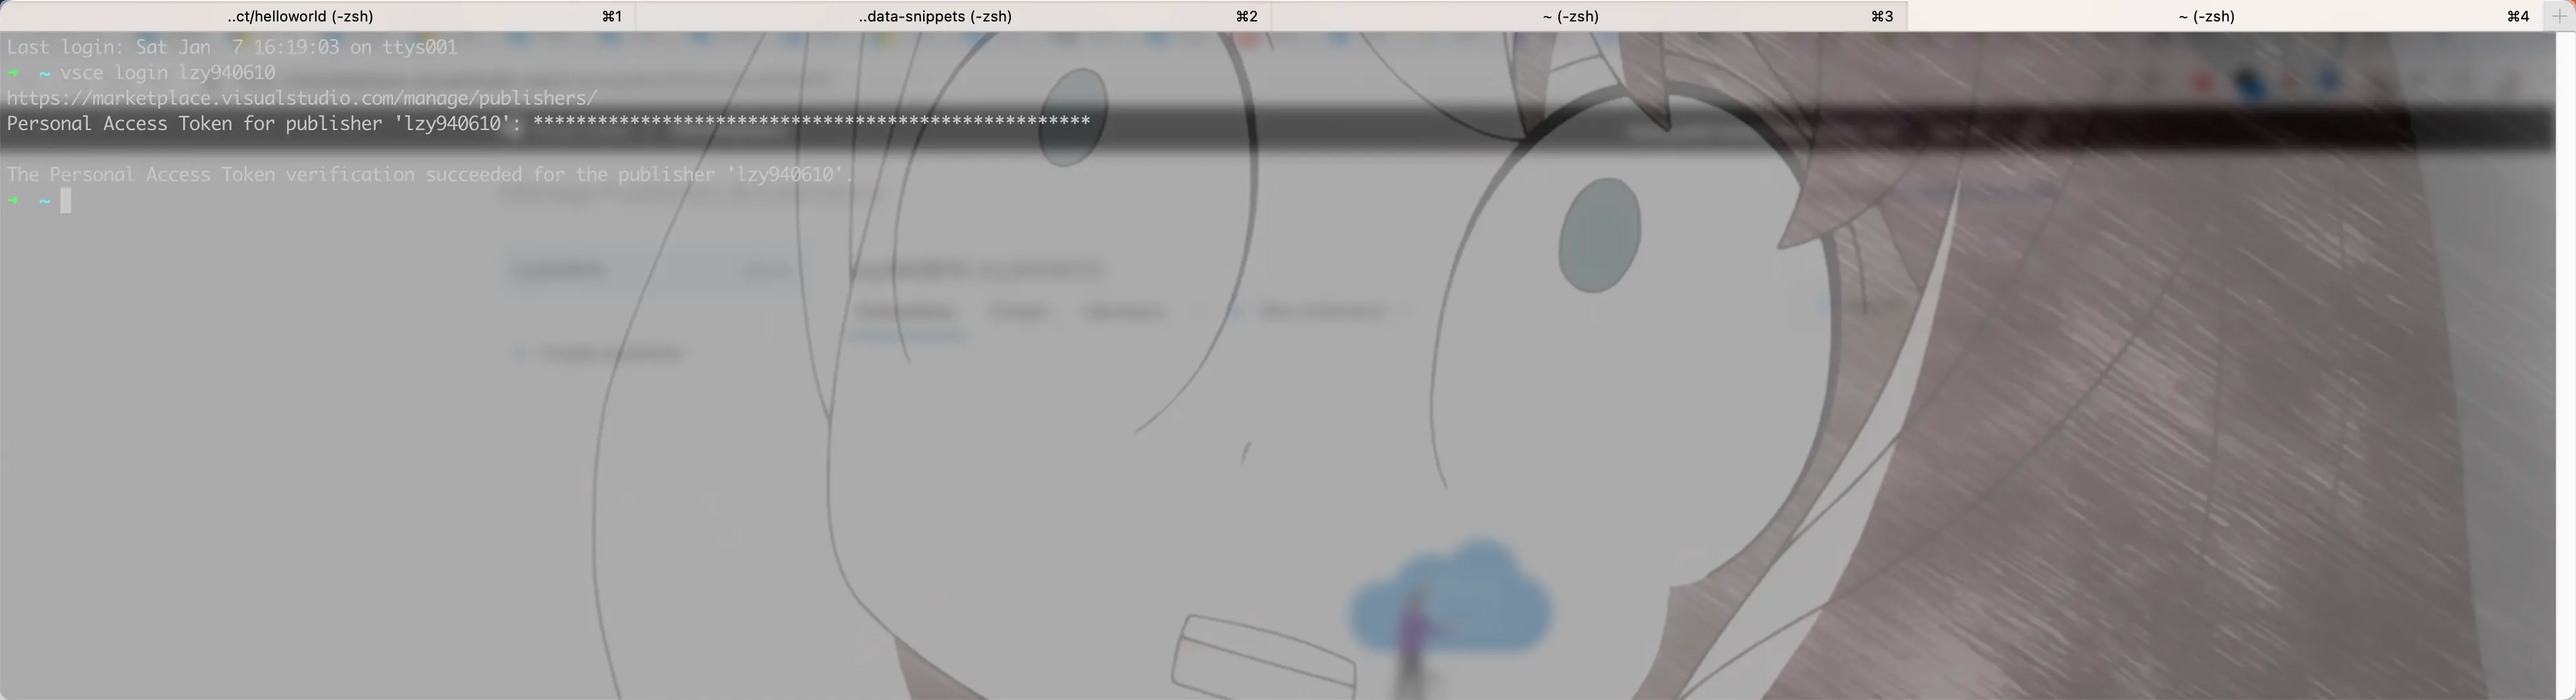 ..ct/helloworld (-zsh) ⌘1 ..data-snippets (-zsh) ⌘2 ~ (-zsh) ⌘3 ~ (-zsh) ⌘4
Last login: Sat Jan  7 16:19:03 on ttys001
➜  ~ vsce login lzy940610
https://marketplace.visualstudio.com/manage/publishers/
Personal Access Token for publisher 'lzy940610': ****************************************************
The Personal Access Token verification succeeded for the publisher 'lzy940610'.
➜  ~